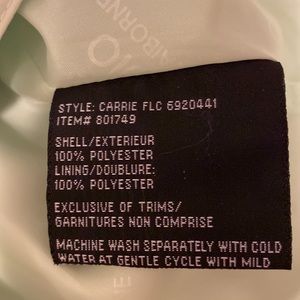 STYLE: CARRIE FLC 6920441
ITEM# 801749
SHELL/EXTERIEUR
100% POLYESTER
LINING/DOUBLURE:
100% POLYESTER
EXCLUSIVE OF TRIMS/
GARNITURES NON COMPRISE
MACHINE WASH SEPARATELY WITH COLD
WATER AT GENTLE CYCLE WITH MILD